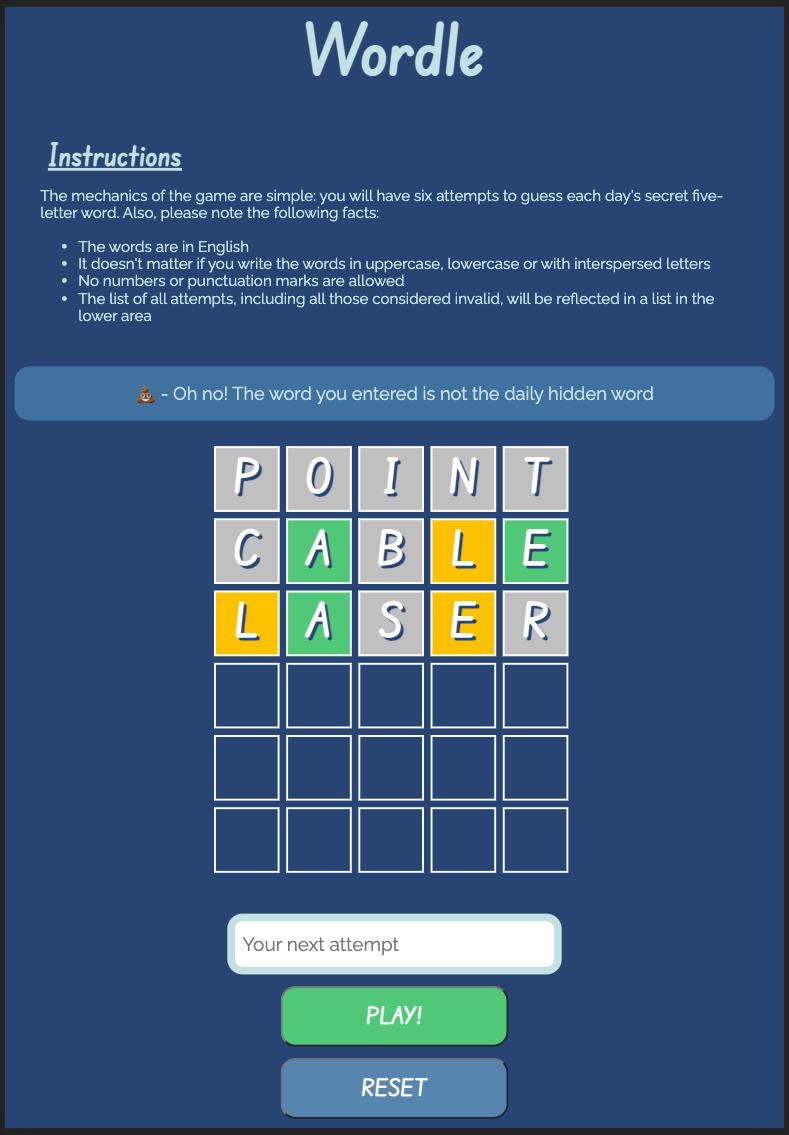 Wordle
Instructions
The mechanics of the game are simple: you will have six attempts to guess each day's secret five-
letter word. Also, please note the following facts:
• The words are in English
• It doesn't matter if you write the words in uppercase, lowercase or with interspersed letters
• No numbers or punctuation marks are allowed
• The list of all attempts, including all those considered invalid, will be reflected in a list in the
lower area
💩 - Oh no! The word you entered is not the daily hidden word
P O I N T
C A B L E
L A S E R
Your next attempt
PLAY!
RESET